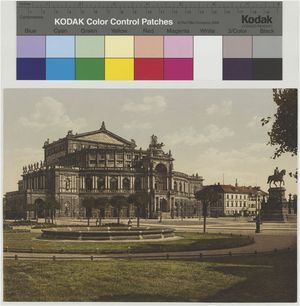 KODAK Color Control Patches
Kodak
Blue Cyan Green Yellow Red Magenta White 3/Color Black